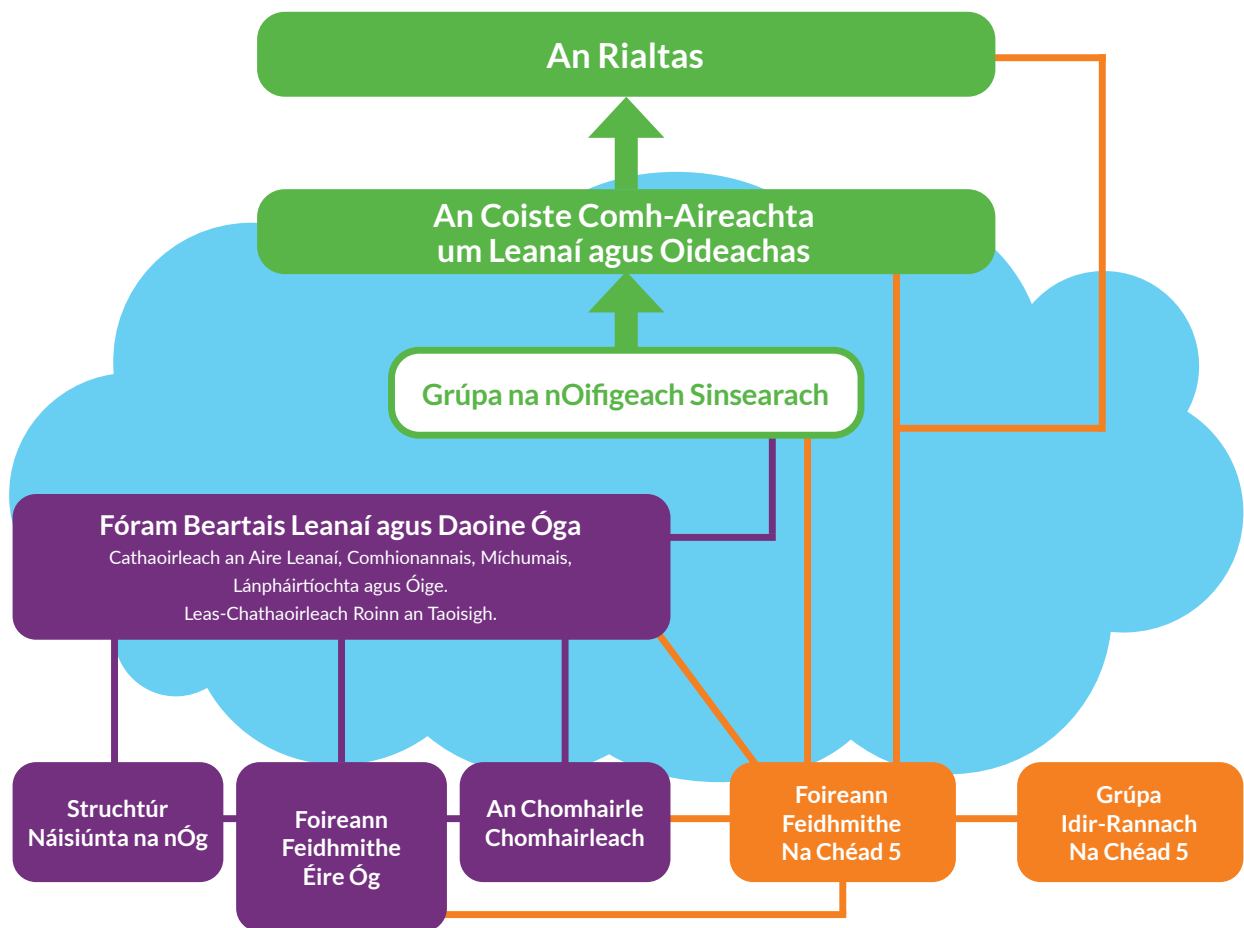 An Rialtas
An Coiste Comh-Aireachta
um Leanaí agus Oideachas
Grúpa na nOifigeach Sinsearach
Fóram Beartais Leanaí agus Daoine Óga
Cathaoirleach an Aire Leanaí, Comhionannais, Míchumais,
Lánpháirtíochta agus Óige.
Leas-Chathaoirleach Roinn an Taoisigh.
Struchtúr
Náisiúnta na nÓg
Foireann
Feidhmithe
Éire Óg
An Chomhairle
Chomhairleach
Foireann
Feidhmithe
Na Chéad 5
Grúpa
Idir-Rannach
Na Chéad 5